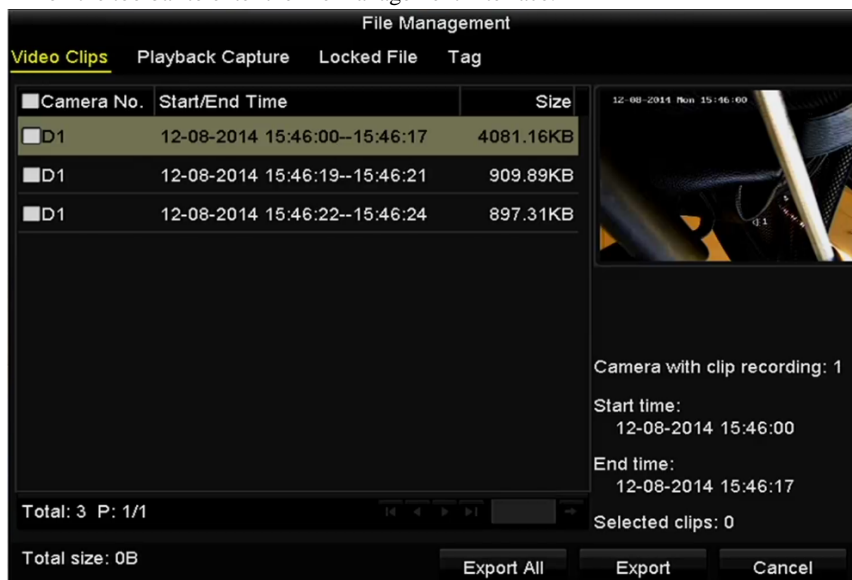 File Management
Video Clips Playback Capture Locked File Tag
Camera No. Start/End Time Size
D1 12-08-2014 15:46:00--15:46:17 4081.16KB
D1 12-08-2014 15:46:19--15:46:21 909.89KB
D1 12-08-2014 15:46:22--15:46:24 897.31KB
12-08-2014 Mon 15:46:00
Camera with clip recording: 1
Start time:
12-08-2014 15:46:00
End time:
12-08-2014 15:46:17
Selected clips: 0
Total: 3 P: 1/1
Total size: 0B
Export All Export Cancel